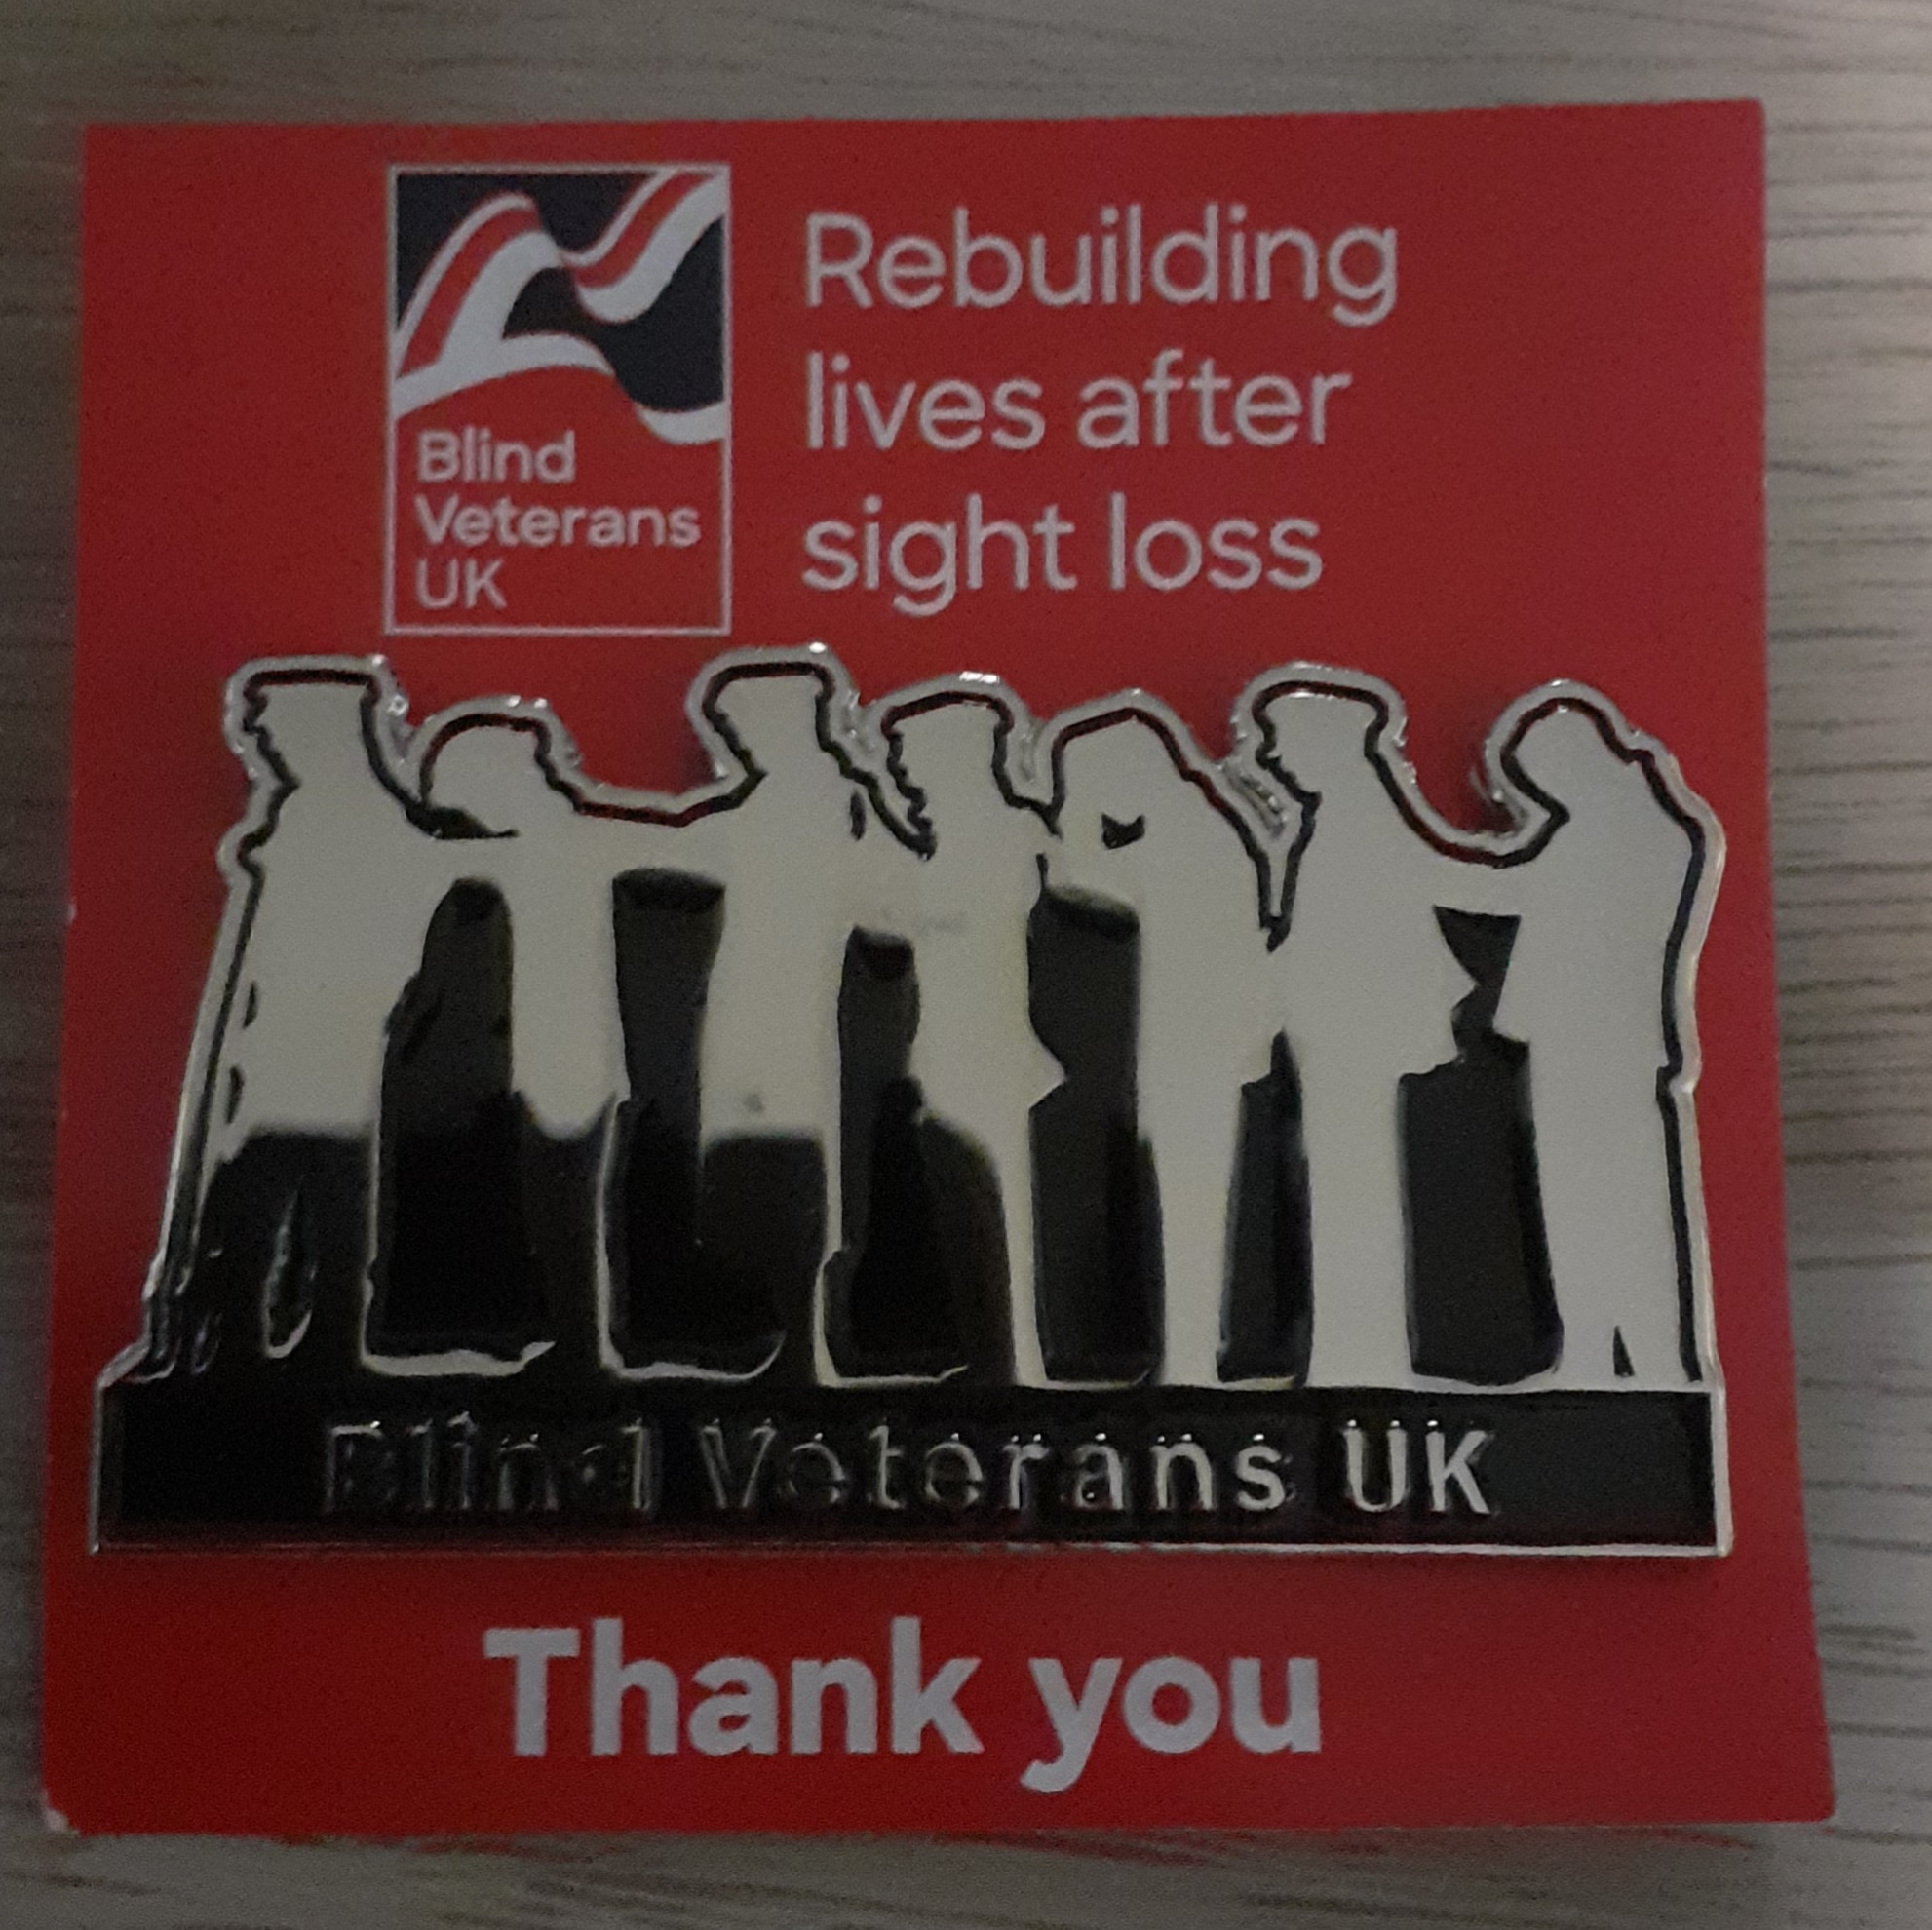 Blind
Veterans
UK
Rebuilding
lives after
sight loss
Blind Veterans UK
Thank you